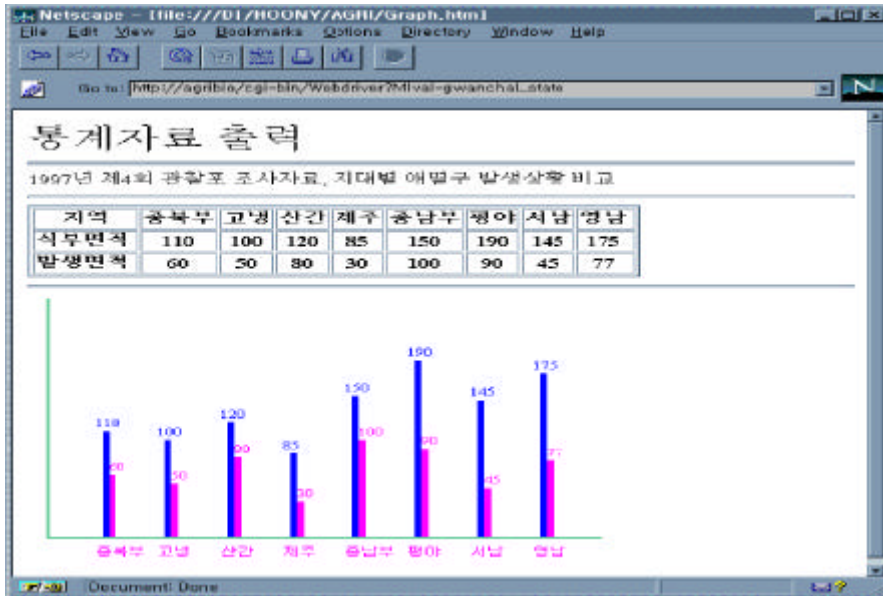 Netscape - [file:///D|/HOONY/AGRI/Graph.htm]
File Edit View Go Bookmarks Options Directory Window Help
Go to: http://agribio/cgi-bin/Webdriver?MIval=gwanchal_state
통계자료 출력
1997년 제4회 관찰포 조사자료, 지대별 애멸구 발생상황 비교
지역 중북부 고냉 산간 제주 중남부 평야 서남 영남
식부면적 110 100 120 85 150 190 145 175
발생면적 60 50 80 30 100 90 45 77
190
175
150
145
120
110
100
85
100
90
77
60
50
45
30
중북부 고냉 산간 제주 중남부 평야 서남 영남
Document: Done